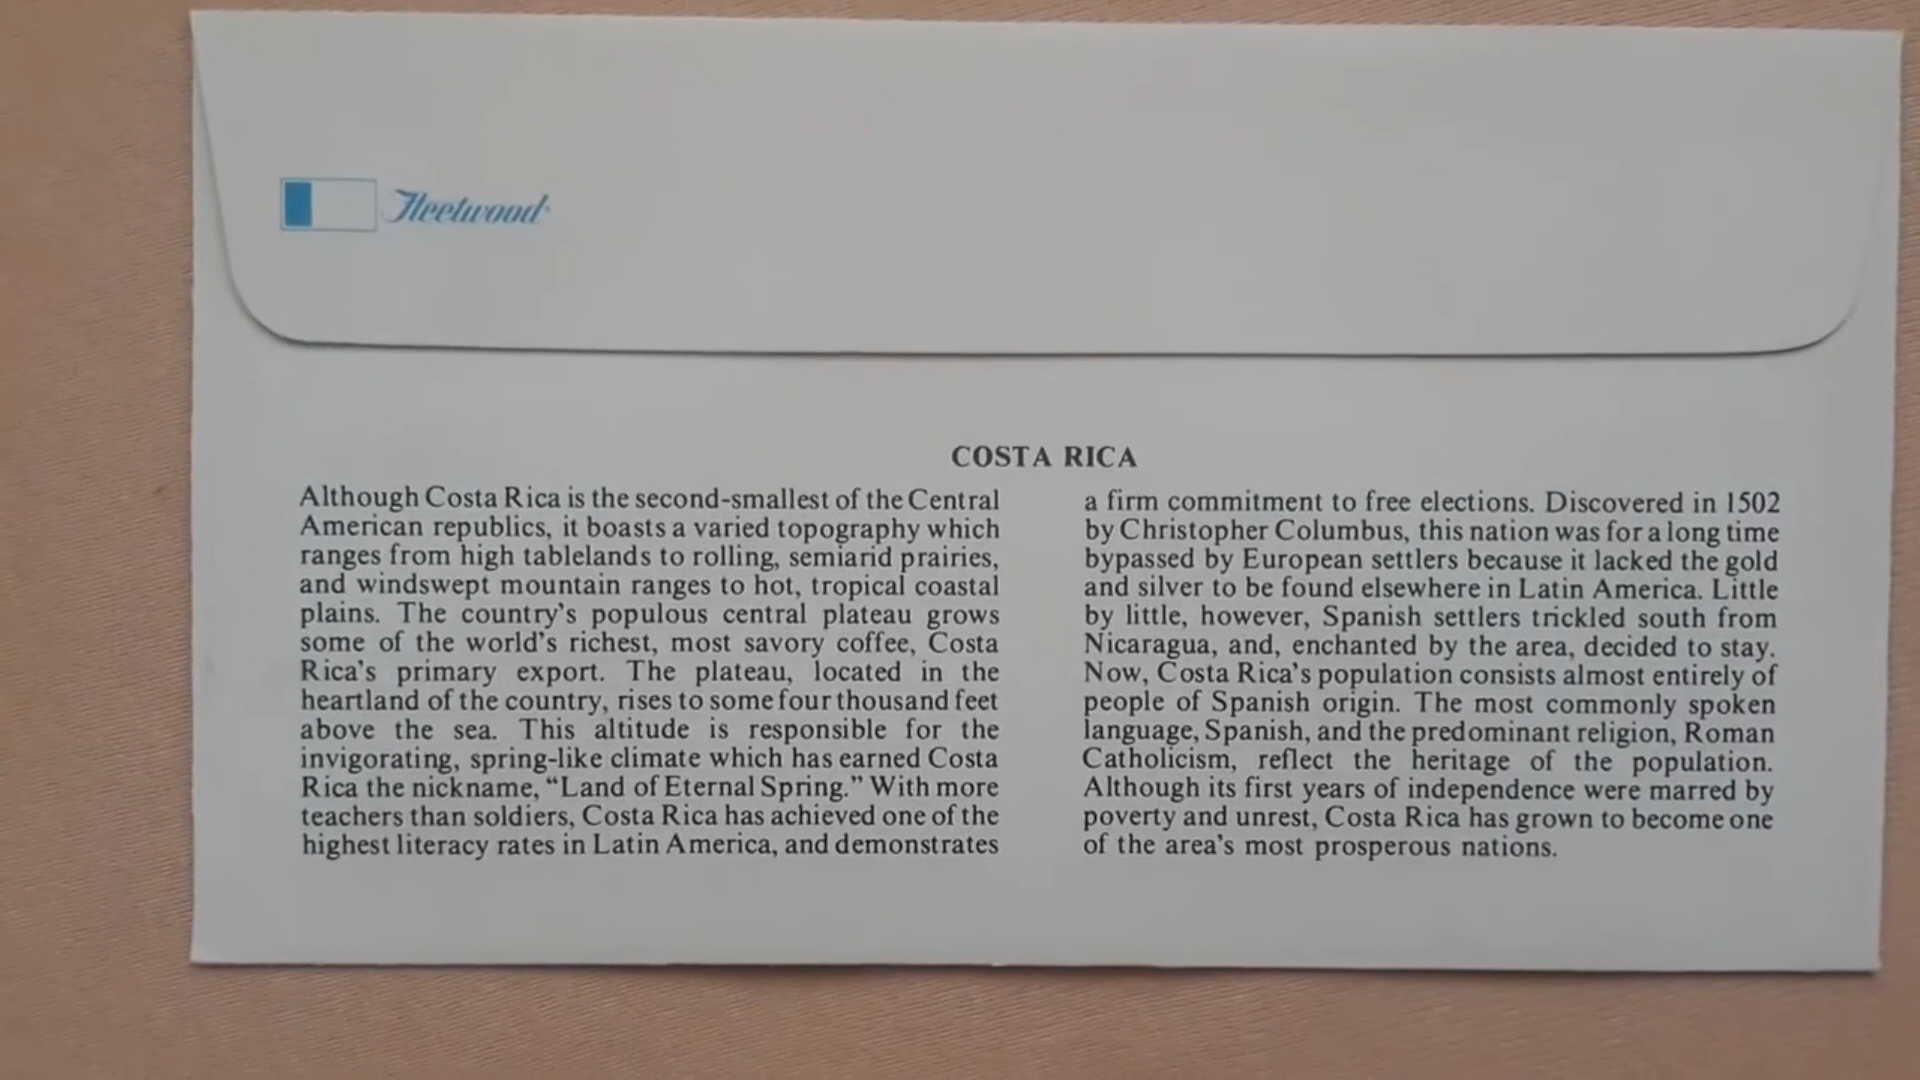 Fleetwood
COSTA RICA
Although Costa Rica is the second-smallest of the Central
American republics, it boasts a varied topography which
ranges from high tablelands to rolling, semiarid prairies,
and windswept mountain ranges to hot, tropical coastal
plains. The country's populous central plateau grows
some of the world's richest, most savory coffee, Costa
Rica's primary export. The plateau, located in the
heartland of the country, rises to some four thousand feet
above the sea. This altitude is responsible for the
invigorating, spring-like climate which has earned Costa
Rica the nickname, “Land of Eternal Spring.” With more
teachers than soldiers, Costa Rica has achieved one of the
highest literacy rates in Latin America, and demonstrates
a firm commitment to free elections. Discovered in 1502
by Christopher Columbus, this nation was for a long time
bypassed by European settlers because it lacked the gold
and silver to be found elsewhere in Latin America. Little
by little, however, Spanish settlers trickled south from
Nicaragua, and, enchanted by the area, decided to stay.
Now, Costa Rica's population consists almost entirely of
people of Spanish origin. The most commonly spoken
language, Spanish, and the predominant religion, Roman
Catholicism, reflect the heritage of the population.
Although its first years of independence were marred by
poverty and unrest, Costa Rica has grown to become one
of the area's most prosperous nations.